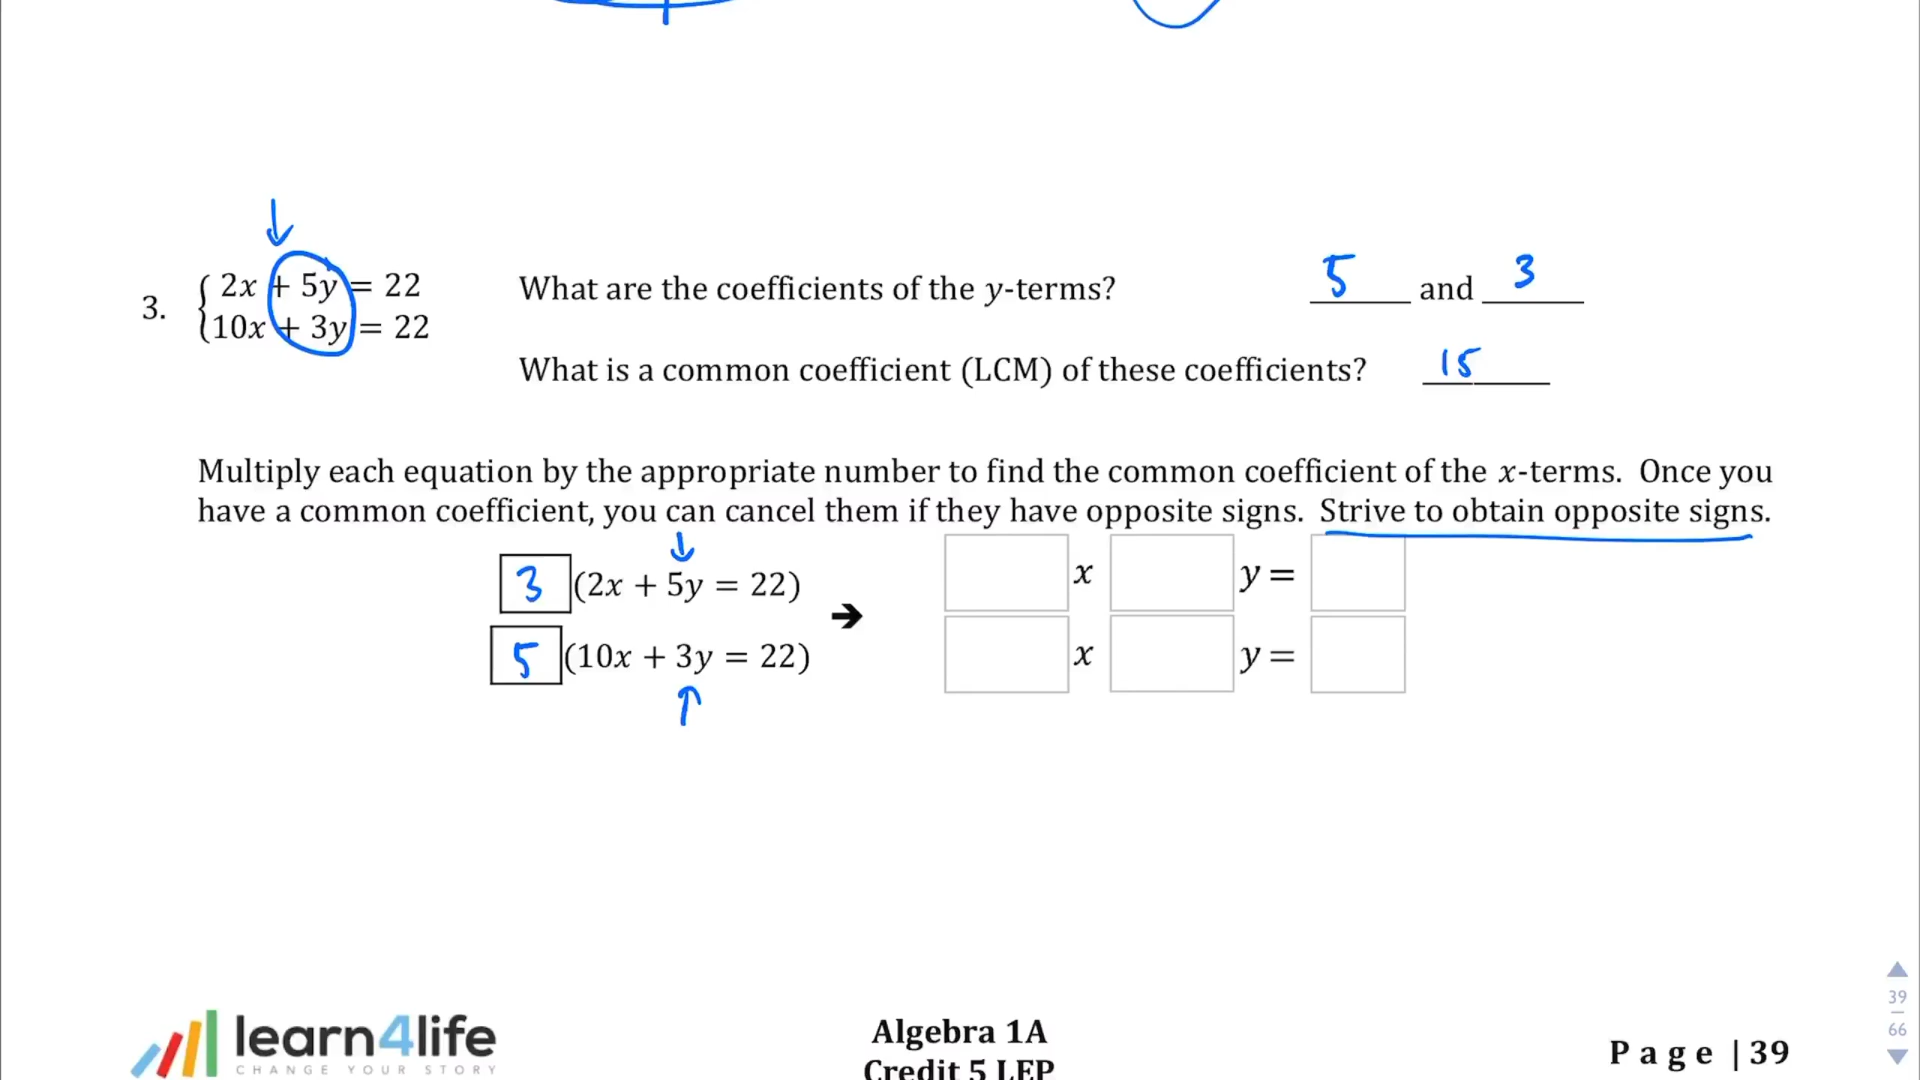 3. { 2x + 5y = 22
10x + 3y = 22
What are the coefficients of the y-terms? 5 and 3
What is a common coefficient (LCM) of these coefficients? 15
Multiply each equation by the appropriate number to find the common coefficient of the x-terms. Once you
have a common coefficient, you can cancel them if they have opposite signs. Strive to obtain opposite signs.
3 (2x + 5y = 22) ➔ x y =
5 (10x + 3y = 22) x y =
learn4life
CHANGE YOUR STORY
Algebra 1A
Credit 5 LEP
Page |39
39
66